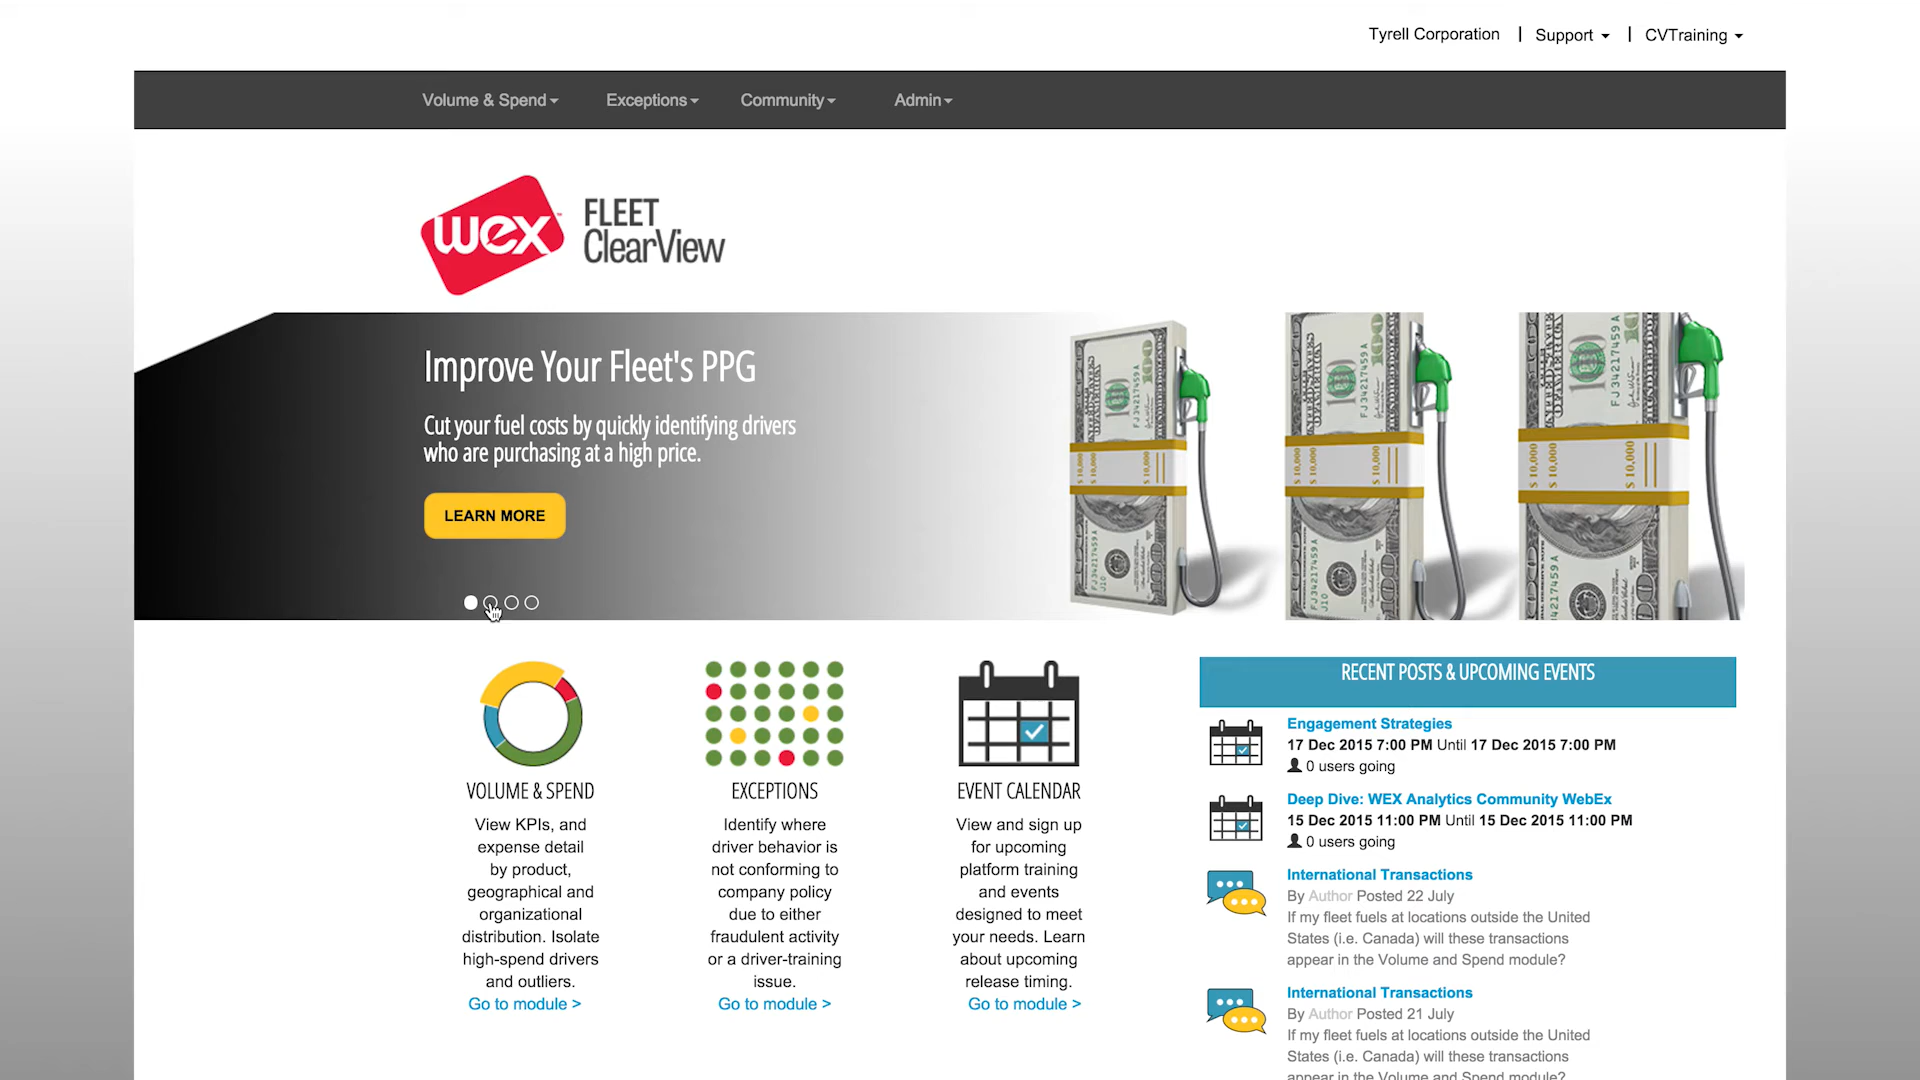 Tyrell Corporation | Support | CVTraining
Volume & Spend Exceptions Community Admin
wex™ FLEET
ClearView
Improve Your Fleet's PPG
Cut your fuel costs by quickly identifying drivers
who are purchasing at a high price.
LEARN MORE
VOLUME & SPEND
View KPIs, and
expense detail
by product,
geographical and
organizational
distribution. Isolate
high-spend drivers
and outliers.
Go to module >
EXCEPTIONS
Identify where
driver behavior is
not conforming to
company policy
due to either
fraudulent activity
or a driver-training
issue.
Go to module >
EVENT CALENDAR
View and sign up
for upcoming
platform training
and events
designed to meet
your needs. Learn
about upcoming
release timing.
Go to module >
RECENT POSTS & UPCOMING EVENTS
Engagement Strategies
17 Dec 2015 7:00 PM Until 17 Dec 2015 7:00 PM
0 users going
Deep Dive: WEX Analytics Community WebEx
15 Dec 2015 11:00 PM Until 15 Dec 2015 11:00 PM
0 users going
International Transactions
By Author Posted 22 July
If my fleet fuels at locations outside the United
States (i.e. Canada) will these transactions
appear in the Volume and Spend module?
International Transactions
By Author Posted 21 July
If my fleet fuels at locations outside the United
States (i.e. Canada) will these transactions
appear in the Volume and Spend module?